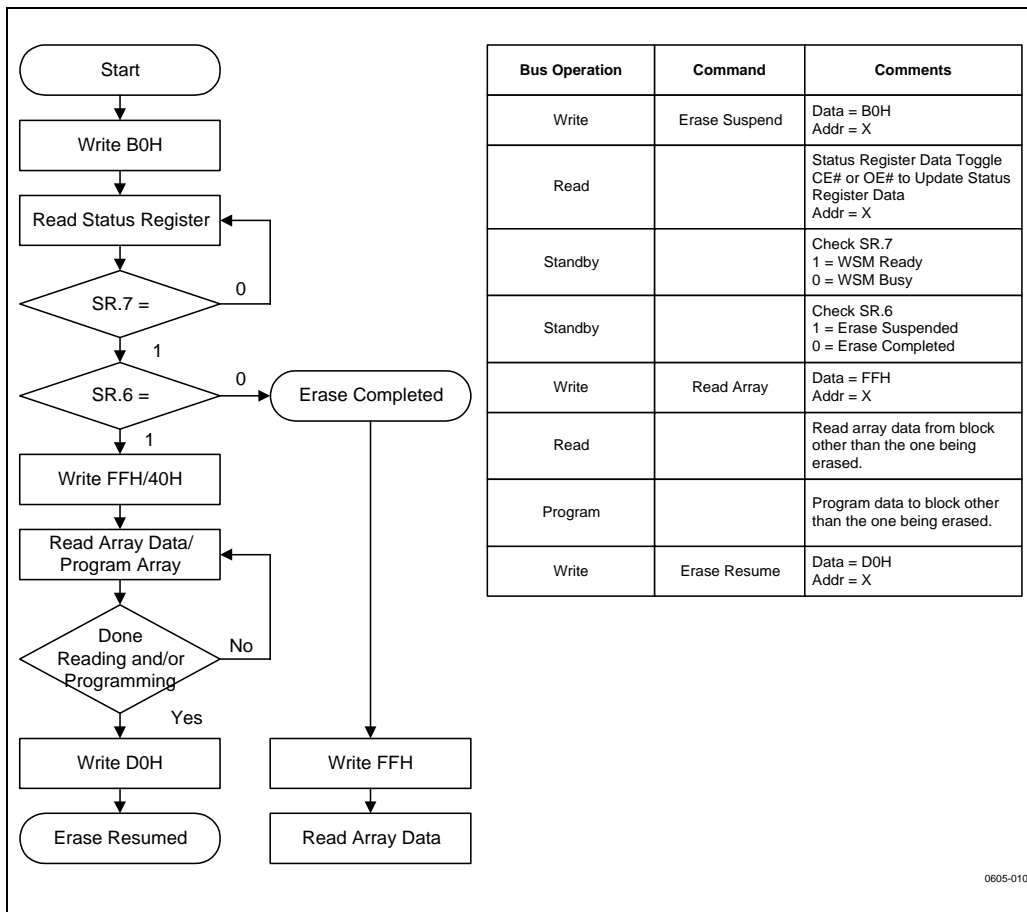 Start
Write B0H
Read Status Register
SR.7 =
0
1
SR.6 =
0
Erase Completed
1
Write FFH/40H
Read Array Data/
Program Array
Done
Reading and/or
Programming
No
Yes
Write D0H
Write FFH
Erase Resumed
Read Array Data
Bus Operation Command Comments
Write Erase Suspend Data = B0H
Addr = X
Read Status Register Data Toggle
CE# or OE# to Update Status
Register Data
Addr = X
Standby Check SR.7
1 = WSM Ready
0 = WSM Busy
Standby Check SR.6
1 = Erase Suspended
0 = Erase Completed
Write Read Array Data = FFH
Addr = X
Read Read array data from block
other than the one being
erased.
Program Program data to block other
than the one being erased.
Write Erase Resume Data = D0H
Addr = X
0605-010